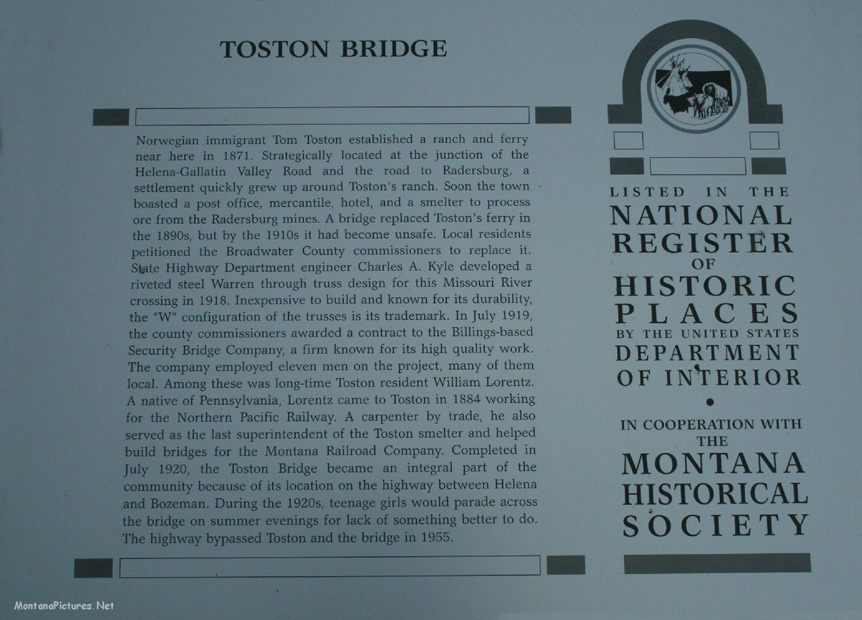 TOSTON BRIDGE
Norwegian immigrant Tom Toston established a ranch and ferry
near here in 1871. Strategically located at the junction of the
Helena-Gallatin Valley Road and the road to Radersburg, a
settlement quickly grew up around Toston's ranch. Soon the town
boasted a post office, mercantile, hotel, and a smelter to process
ore from the Radersburg mines. A bridge replaced Toston's ferry in
the 1890s, but by the 1910s it had become unsafe. Local residents
petitioned the Broadwater County commissioners to replace it.
State Highway Department engineer Charles A. Kyle developed a
riveted steel Warren through truss design for this Missouri River
crossing in 1918. Inexpensive to build and known for its durability,
the "W" configuration of the trusses is its trademark. In July 1919,
the county commissioners awarded a contract to the Billings-based
Security Bridge Company, a firm known for its high quality work.
The company employed eleven men on the project, many of them
local. Among these was long-time Toston resident William Lorentz.
A native of Pennsylvania, Lorentz came to Toston in 1884 working
for the Northern Pacific Railway. A carpenter by trade, he also
served as the last superintendent of the Toston smelter and helped
build bridges for the Montana Railroad Company. Completed in
July 1920, the Toston Bridge became an integral part of the
community because of its location on the highway between Helena
and Bozeman. During the 1920s, teenage girls would parade across
the bridge on summer evenings for lack of something better to do.
The highway bypassed Toston and the bridge in 1955.
LISTED IN THE
NATIONAL
REGISTER
OF
HISTORIC
PLACES
BY THE UNITED STATES
DEPARTMENT
OF INTERIOR
•
IN COOPERATION WITH
THE
MONTANA
HISTORICAL
SOCIETY
MontanaPictures.Net